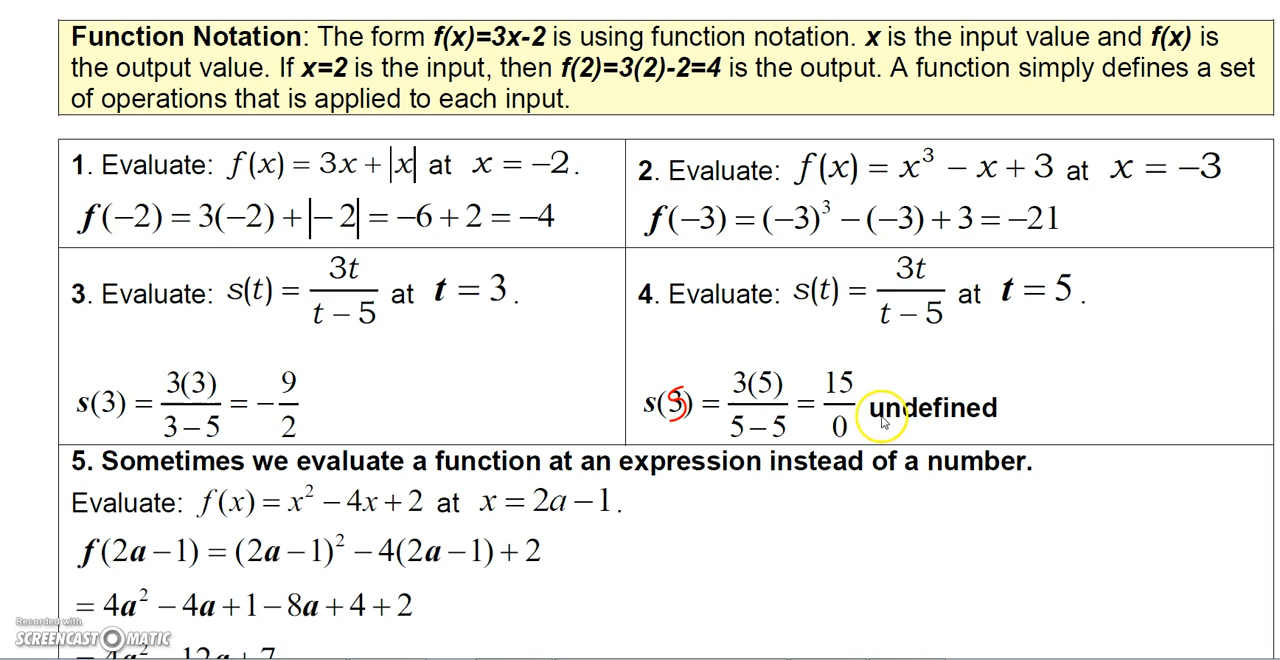 Function Notation: The form f(x)=3x-2 is using function notation. x is the input value and f(x) is
the output value. If x=2 is the input, then f(2)=3(2)-2=4 is the output. A function simply defines a set
of operations that is applied to each input.
1. Evaluate: f(x) = 3x + |x| at x = −2.
f(−2) = 3(−2) + |−2| = −6 + 2 = −4
2. Evaluate: f(x) = x³ − x + 3 at x = −3
f(−3) = (−3)³ − (−3) + 3 = −21
3. Evaluate: s(t) = 3t / (t − 5) at t = 3.
s(3) = 3(3) / (3 − 5) = − 9/2
4. Evaluate: s(t) = 3t / (t − 5) at t = 5.
s(5) = 3(5) / (5 − 5) = 15/0 undefined
5. Sometimes we evaluate a function at an expression instead of a number.
Evaluate: f(x) = x² − 4x + 2 at x = 2a − 1.
f(2a − 1) = (2a − 1)² − 4(2a − 1) + 2
= 4a² − 4a + 1 − 8a + 4 + 2
= 4a² − 12a + 7
Recorded with
SCREENCAST-O-MATIC